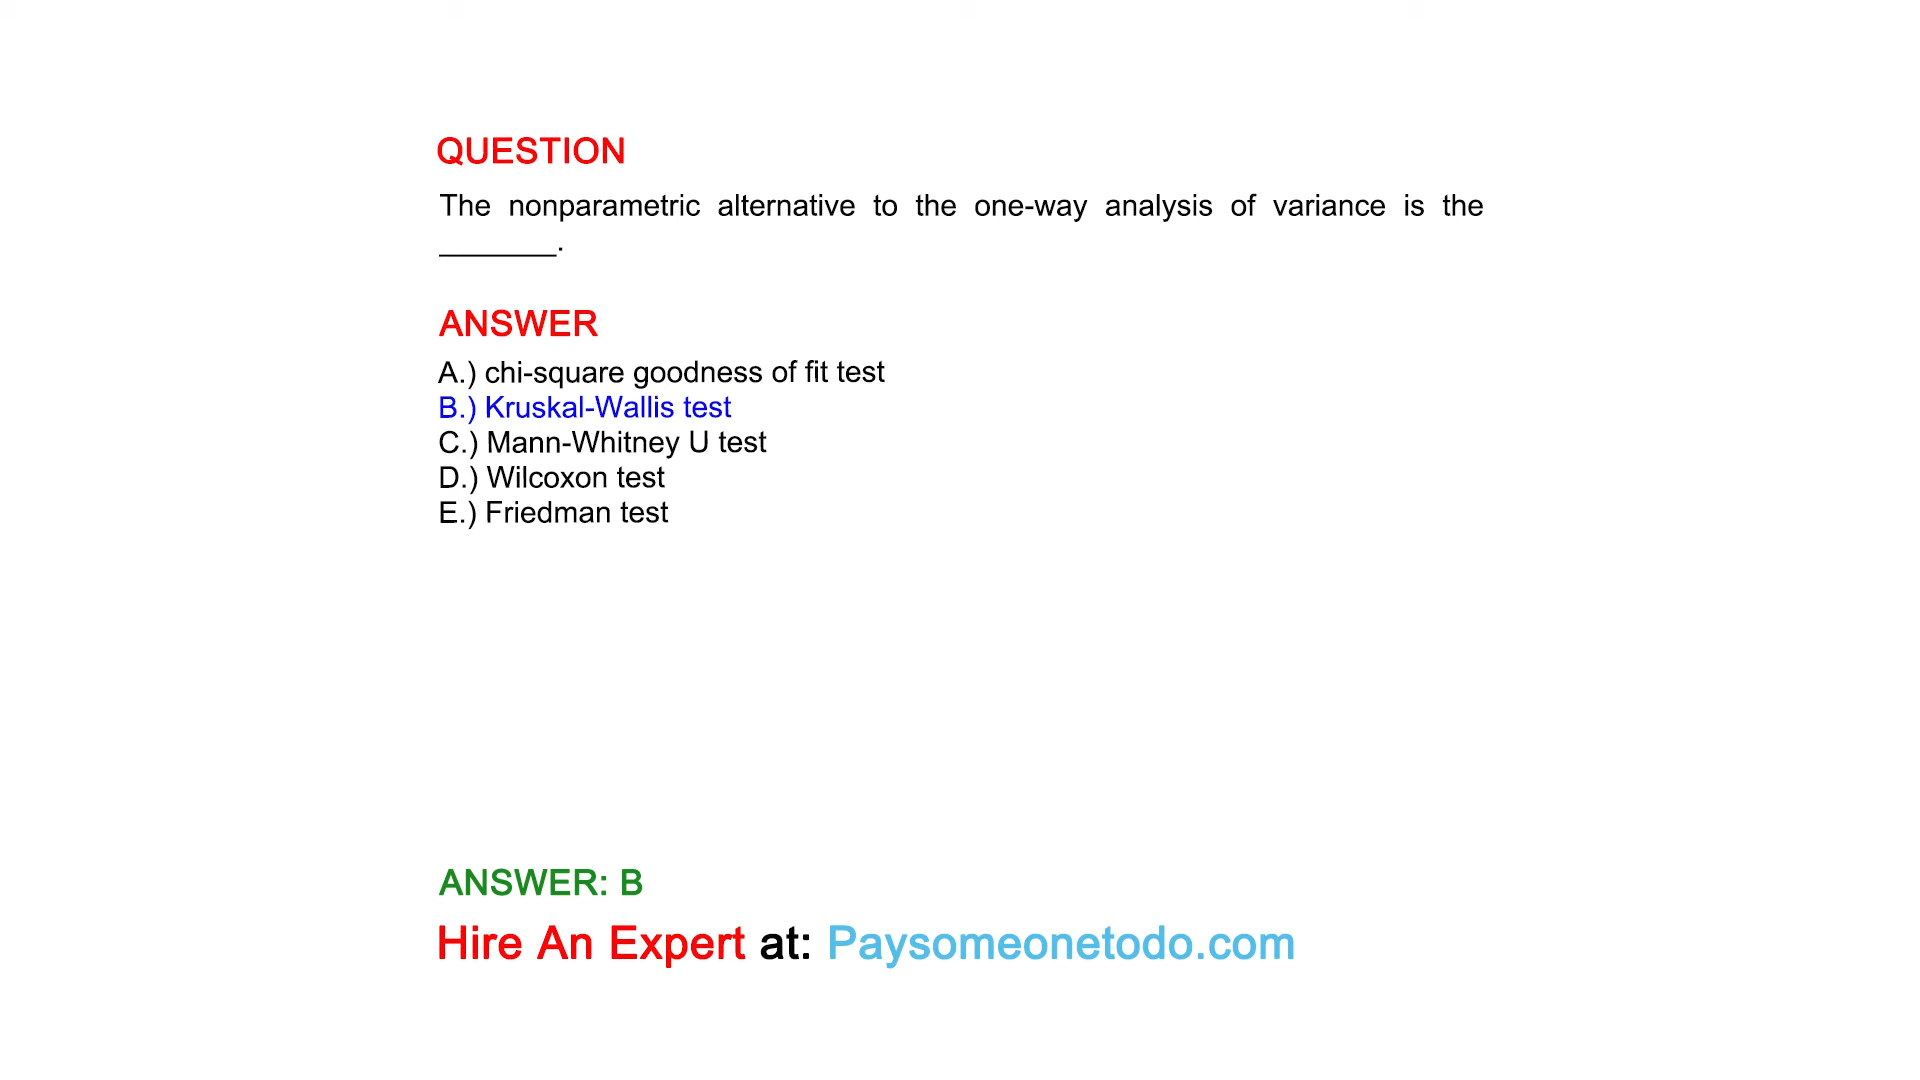 QUESTION
The nonparametric alternative to the one-way analysis of variance is the
_______.
ANSWER
A.) chi-square goodness of fit test
B.) Kruskal-Wallis test
C.) Mann-Whitney U test
D.) Wilcoxon test
E.) Friedman test
ANSWER: B
Hire An Expert at: Paysomeonetodo.com